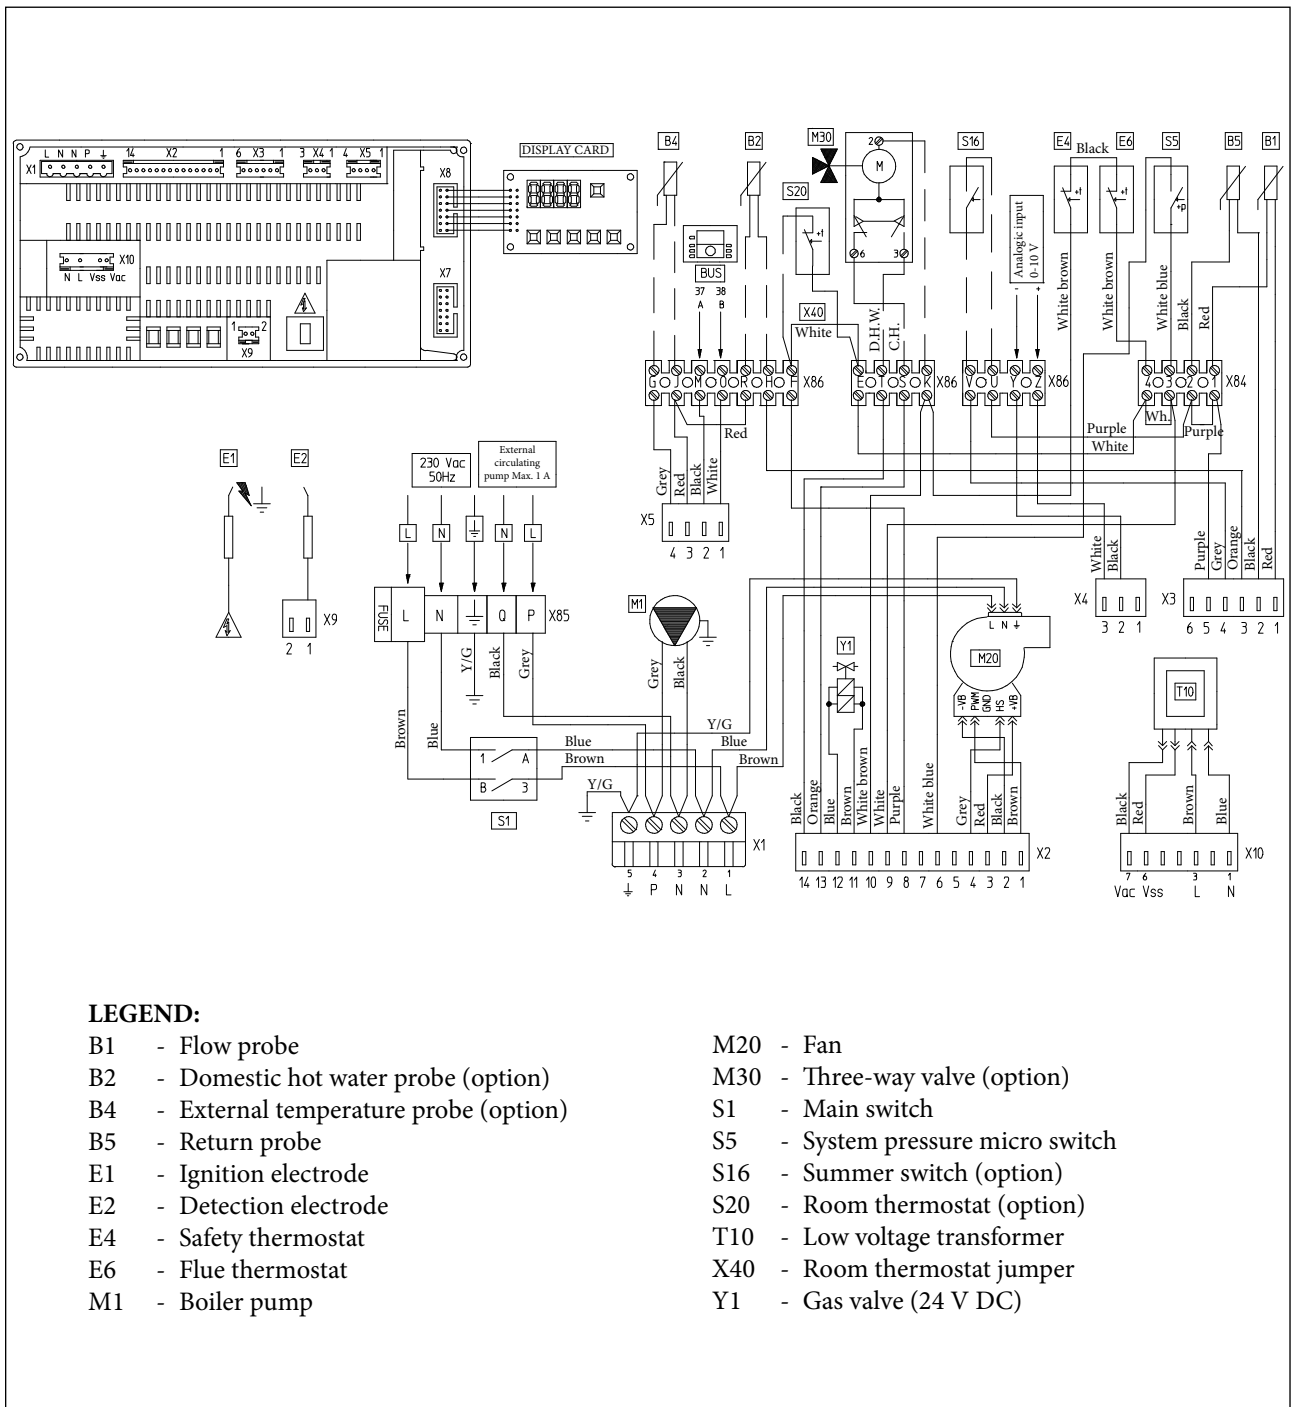 L N N P ⏚
X1
14 X2 1
6 X3 1
3 X4 1
4 X5 1
X8
X7
X10
N L Vss Vac
1 2
X9
DISPLAY CARD
B4
B2
M30
M
2
6
3
S20
S16
E4
Black
E6
S5
B5
B1
+t
+t
+t
+p
BUS
37
A
38
B
X40
White
D.H.W.
C.H.
Analogic input
0-10 V
- +
White brown
White brown
White blue
Black
Red
G J M O R H F X86
E T S K X86
V U Y Z X86
4 3 2 1 X84
Red
Wh.
Purple
Purple
White
Grey
Red
Black
White
X5
4 3 2 1
E1
E2
X9
2 1
230 Vac
50Hz
External
circulating
pump Max. 1 A
L N ⏚ N L
FUSE L N ⏚ Q P X85
Y/G
Black
Grey
Brown
Blue
1 A
B 3
S1
Blue
Brown
Y/G
M1
Grey
Black
Y/G
Blue
Brown
X1
5 4 3 2 1
⏚ P N N L
Y1
L N ⏚
M20
-VB
PWM
GND
HS
+VB
Black
Orange
Blue
Brown
White brown
White
Purple
White blue
Grey
Red
Black
Brown
X2
14 13 12 11 10 9 8 7 6 5 4 3 2 1
White
Black
X4
3 2 1
Purple
Grey
Orange
Black
Red
X3
6 5 4 3 2 1
T10
Black
Red
Brown
Blue
X10
7 6 3 1
Vac Vss L N
LEGEND:
B1 - Flow probe
B2 - Domestic hot water probe (option)
B4 - External temperature probe (option)
B5 - Return probe
E1 - Ignition electrode
E2 - Detection electrode
E4 - Safety thermostat
E6 - Flue thermostat
M1 - Boiler pump
M20 - Fan
M30 - Three-way valve (option)
S1 - Main switch
S5 - System pressure micro switch
S16 - Summer switch (option)
S20 - Room thermostat (option)
T10 - Low voltage transformer
X40 - Room thermostat jumper
Y1 - Gas valve (24 V DC)